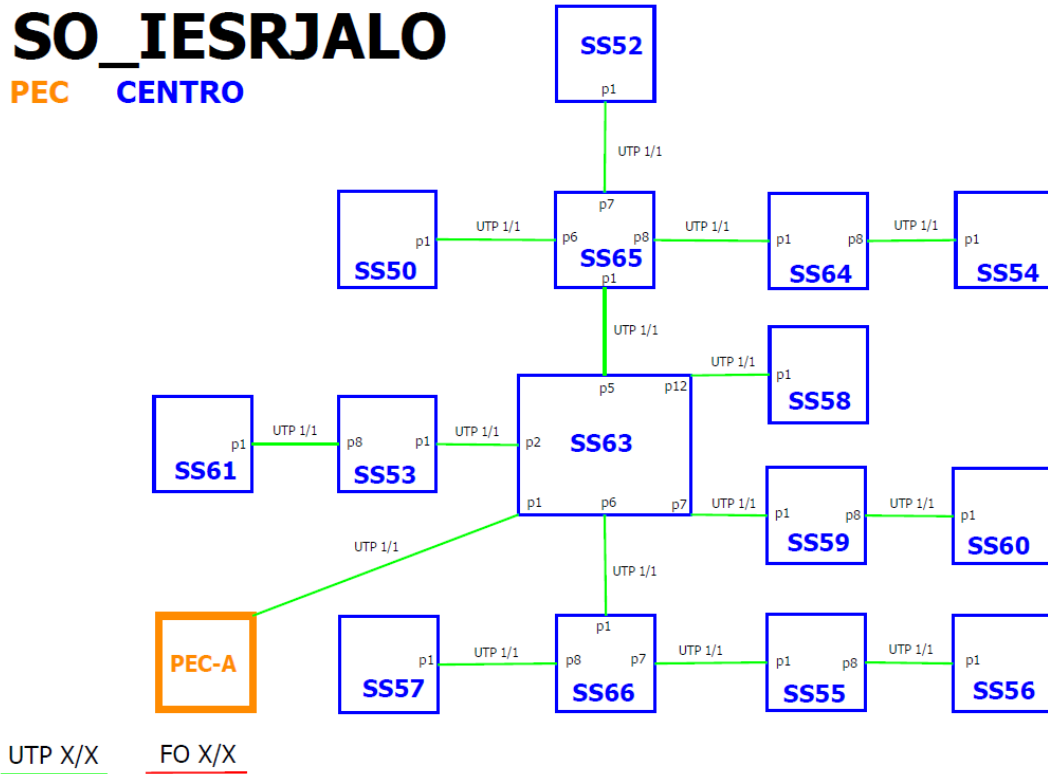 SO_IESRJALO
PEC CENTRO
SS52
p1
UTP 1/1
SS50
p1
UTP 1/1
p7
p6
p8
SS65
p1
UTP 1/1
p1
p8
SS64
UTP 1/1
p1
SS54
UTP 1/1
p5
p12
p2
SS63
p1
p6
p7
UTP 1/1
p1
SS58
p1
SS61
UTP 1/1
p8
p1
SS53
UTP 1/1
UTP 1/1
p1
p8
SS59
UTP 1/1
p1
SS60
UTP 1/1
PEC-A
UTP 1/1
p1
SS57
UTP 1/1
p1
p8
p7
SS66
UTP 1/1
p1
p8
SS55
UTP 1/1
p1
SS56
UTP X/X FO X/X